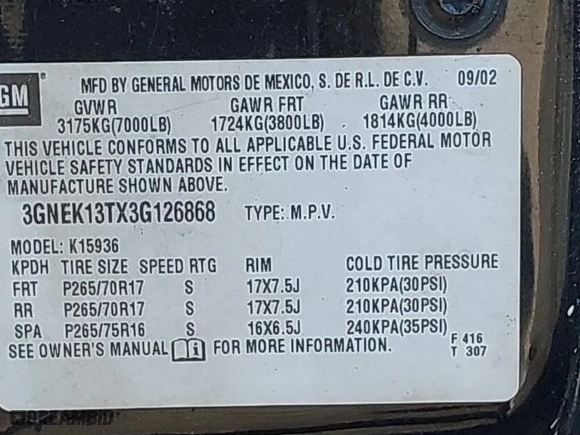 GM
®
MFD BY GENERAL MOTORS DE MEXICO, S. DE R.L. DE C.V. 09/02
GVWR GAWR FRT GAWR RR
3175KG(7000LB) 1724KG(3800LB) 1814KG(4000LB)
THIS VEHICLE CONFORMS TO ALL APPLICABLE U.S. FEDERAL MOTOR
VEHICLE SAFETY STANDARDS IN EFFECT ON THE DATE OF
MANUFACTURE SHOWN ABOVE.
3GNEK13TX3G126868 TYPE: M.P.V.
MODEL: K15936
KPDH TIRE SIZE SPEED RTG RIM COLD TIRE PRESSURE
FRT P265/70R17 S 17X7.5J 210KPA(30PSI)
RR P265/70R17 S 17X7.5J 210KPA(30PSI)
SPA P265/75R16 S 16X6.5J 240KPA(35PSI)
SEE OWNER'S MANUAL FOR MORE INFORMATION.
F 416
T 307